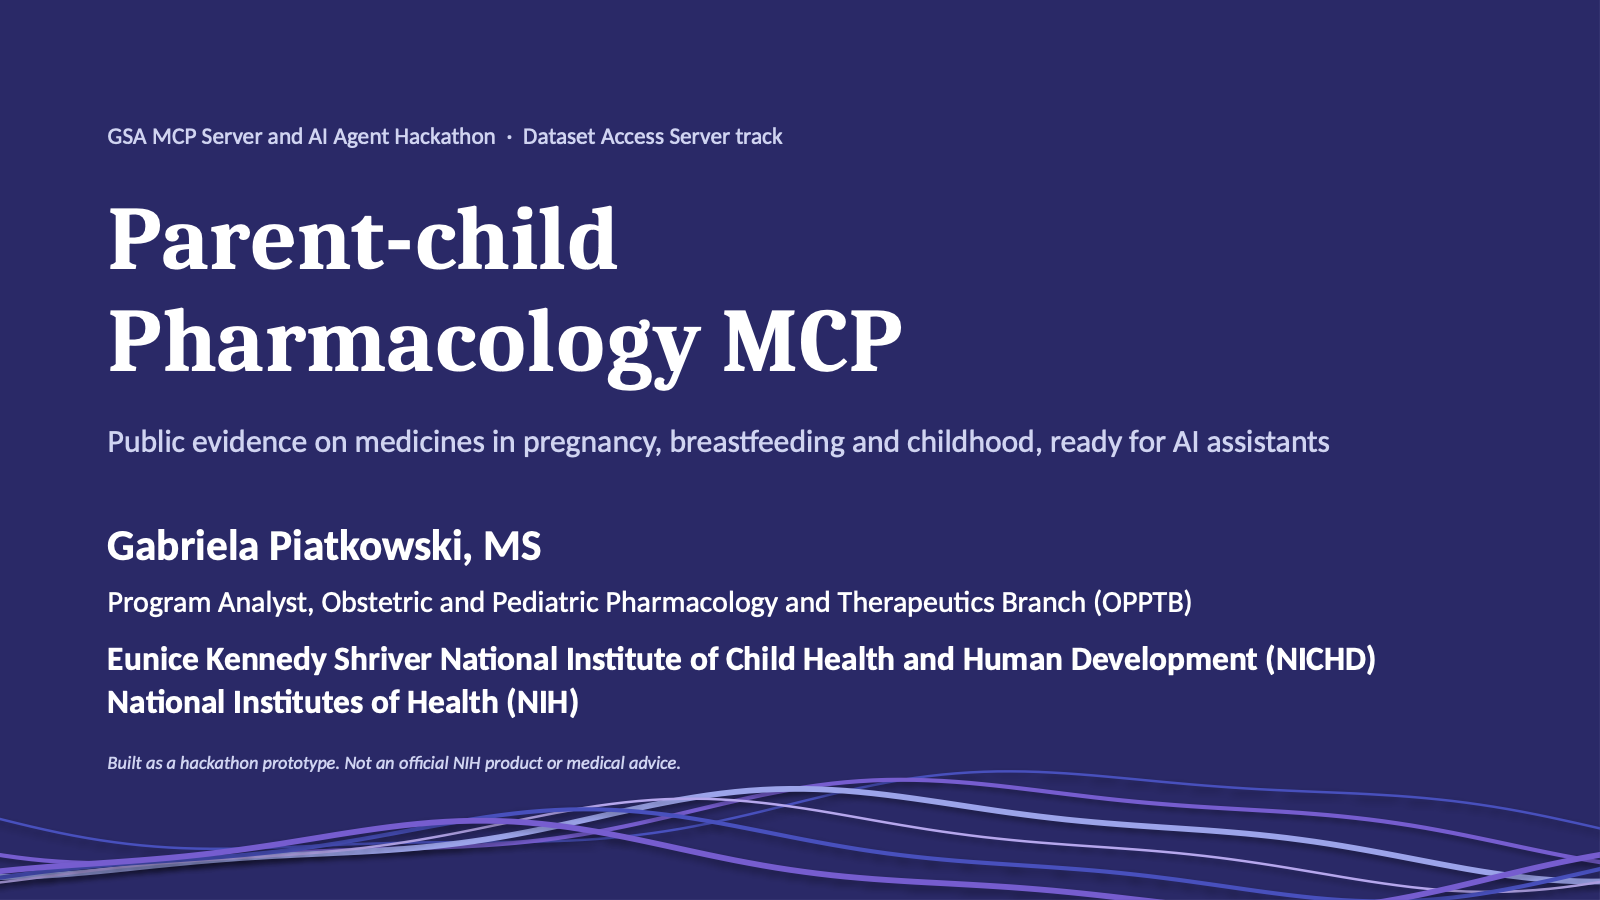 GSA MCP Server and AI Agent Hackathon · Dataset Access Server track
Parent-child
Pharmacology MCP
Public evidence on medicines in pregnancy, breastfeeding and childhood, ready for AI assistants
Gabriela Piatkowski, MS
Program Analyst, Obstetric and Pediatric Pharmacology and Therapeutics Branch (OPPTB)
Eunice Kennedy Shriver National Institute of Child Health and Human Development (NICHD)
National Institutes of Health (NIH)
Built as a hackathon prototype. Not an official NIH product or medical advice.